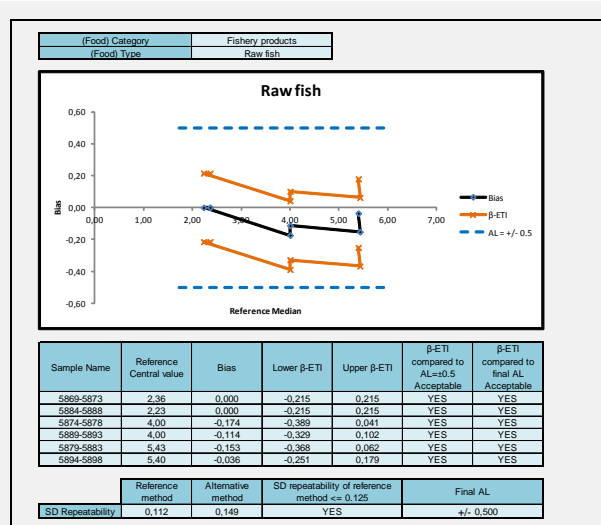 (Food) Category Fishery products
(Food) Type Raw fish
Raw fish
0,60
0,40
0,20
0,00
-0,20
-0,40
-0,60
0,00 1,00 2,00 3,00 4,00 5,00 6,00 7,00
Bias
Reference Median
Bias
β-ETI
AL = +/- 0.5
Sample Name Reference Central value Bias Lower β-ETI Upper β-ETI β-ETI compared to AL=±0.5 Acceptable β-ETI compared to final AL Acceptable
5869-5873 2,36 0,000 -0,215 0,215 YES YES
5884-5888 2,23 0,000 -0,215 0,215 YES YES
5874-5878 4,00 -0,174 -0,389 0,041 YES YES
5889-5893 4,00 -0,114 -0,329 0,102 YES YES
5879-5883 5,43 -0,153 -0,368 0,062 YES YES
5894-5898 5,40 -0,036 -0,251 0,179 YES YES
Reference method Alternative method SD repeatability of reference method <= 0.125 Final AL
SD Repeatability 0,112 0,149 YES +/- 0,500